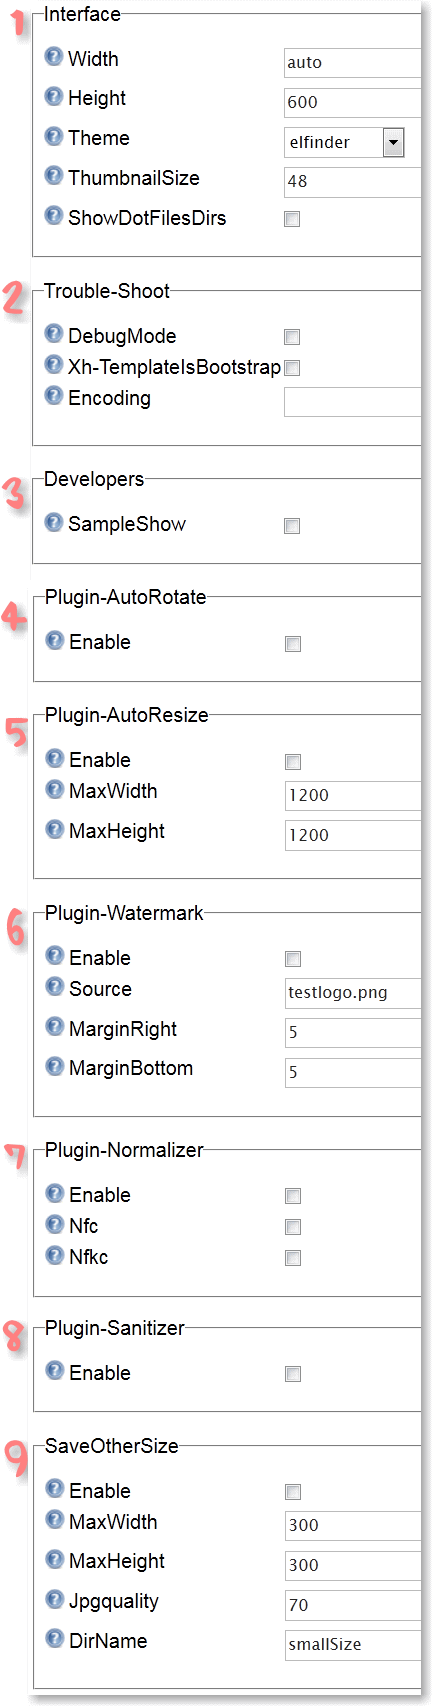 1 Interface
? Width auto
? Height 600
? Theme elfinder
? ThumbnailSize 48
? ShowDotFilesDirs
2 Trouble-Shoot
? DebugMode
? Xh-TemplateIsBootstrap
? Encoding
3 Developers
? SampleShow
4 Plugin-AutoRotate
? Enable
5 Plugin-AutoResize
? Enable
? MaxWidth 1200
? MaxHeight 1200
6 Plugin-Watermark
? Enable
? Source testlogo.png
? MarginRight 5
? MarginBottom 5
7 Plugin-Normalizer
? Enable
? Nfc
? Nfkc
8 Plugin-Sanitizer
? Enable
9 SaveOtherSize
? Enable
? MaxWidth 300
? MaxHeight 300
? Jpgquality 70
? DirName smallSize